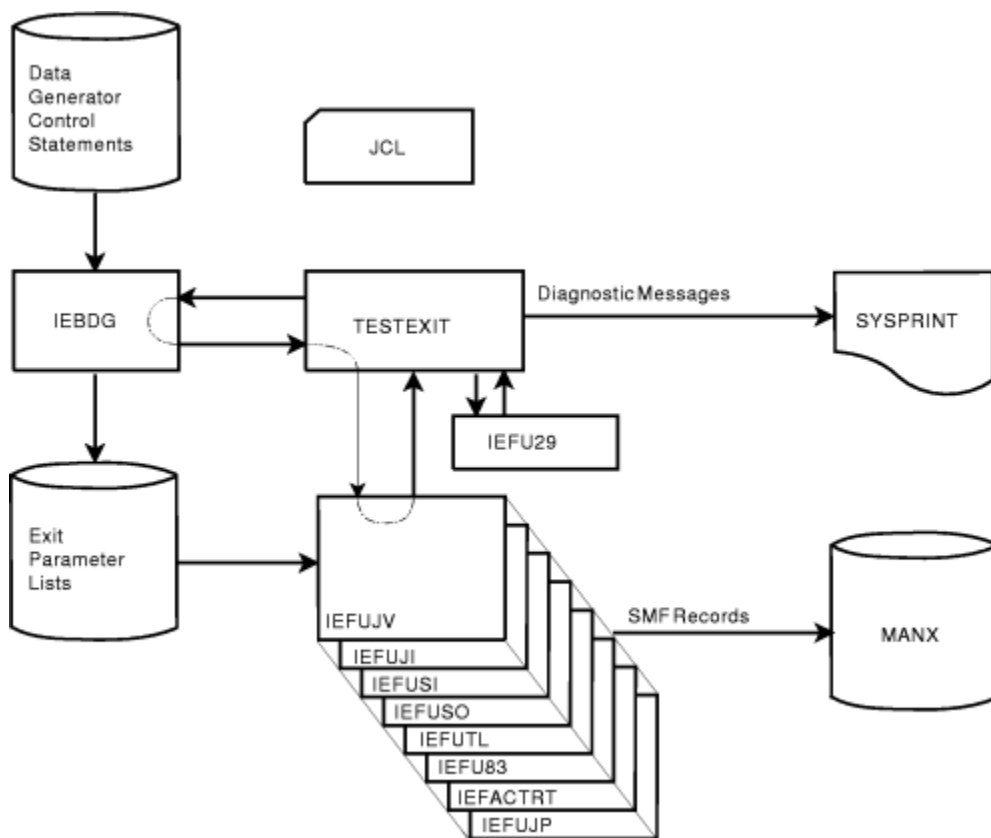 Data
Generator
Control
Statements
JCL
IEBDG
TESTEXIT
Diagnostic Messages
SYSPRINT
IEFU29
Exit
Parameter
Lists
IEFUJV
IEFUJI
IEFUSI
IEFUSO
IEFUTL
IEFU83
IEFACTRT
IEFUJP
SMF Records
MANX